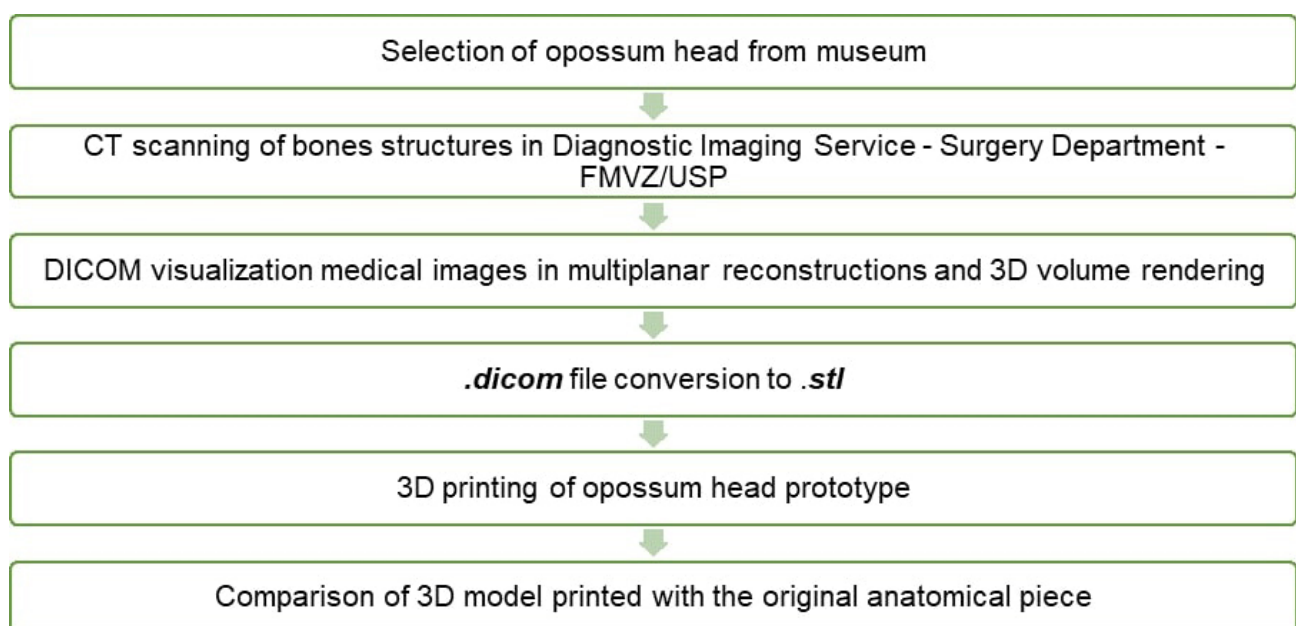 Selection of opossum head from museum
CT scanning of bones structures in Diagnostic Imaging Service - Surgery Department -
FMVZ/USP
DICOM visualization medical images in multiplanar reconstructions and 3D volume rendering
.dicom file conversion to .stl
3D printing of opossum head prototype
Comparison of 3D model printed with the original anatomical piece